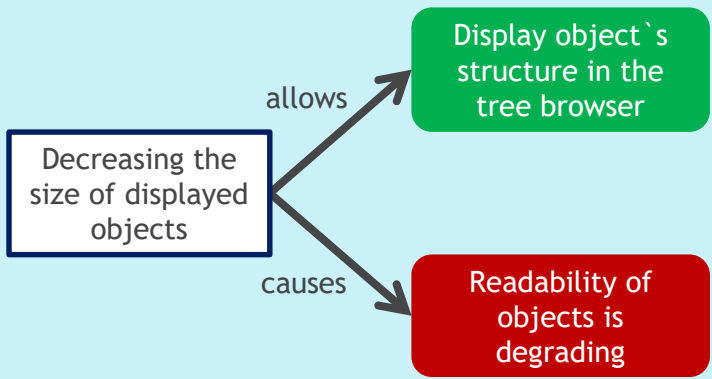 Display object`s
structure in the
tree browser
allows
Decreasing the
size of displayed
objects
causes
Readability of
objects is
degrading